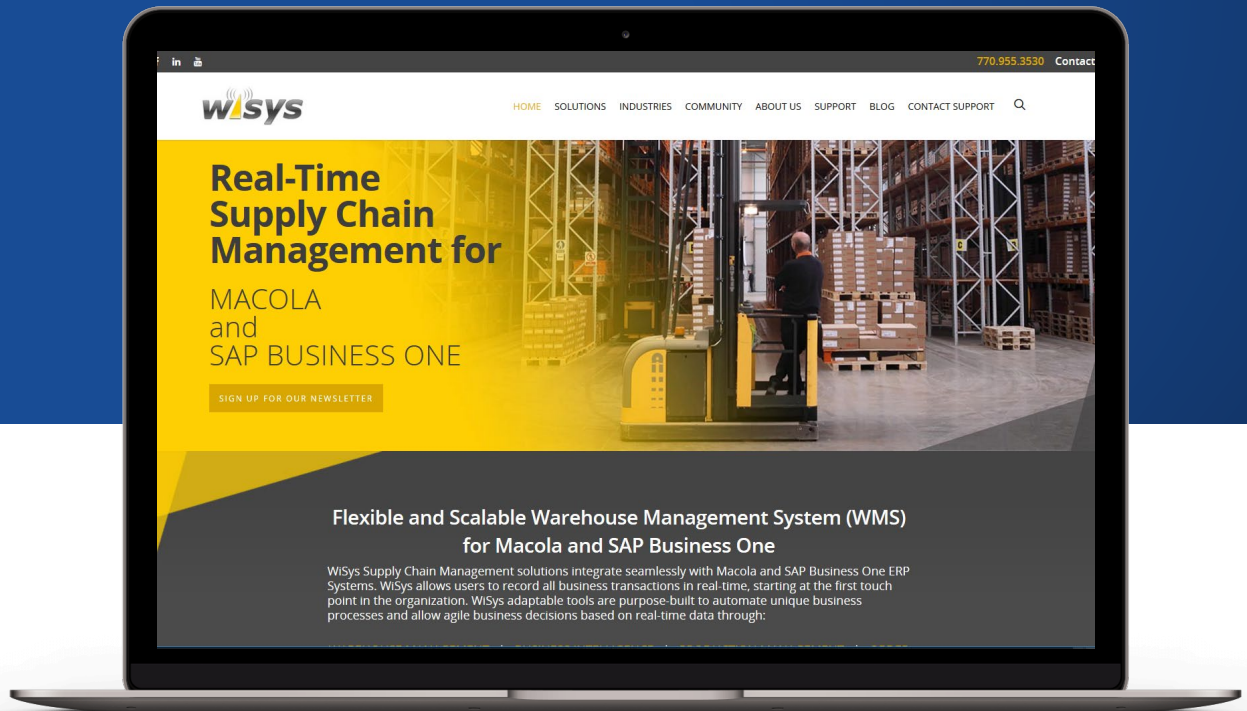 770.955.3530 Contact
wisys
HOME SOLUTIONS INDUSTRIES COMMUNITY ABOUT US SUPPORT BLOG CONTACT SUPPORT
Real-Time
Supply Chain
Management for
MACOLA
and
SAP BUSINESS ONE
SIGN UP FOR OUR NEWSLETTER
Flexible and Scalable Warehouse Management System (WMS)
for Macola and SAP Business One
WiSys Supply Chain Management solutions integrate seamlessly with Macola and SAP Business One ERP
Systems. WiSys allows users to record all business transactions in real-time, starting at the first touch
point in the organization. WiSys adaptable tools are purpose-built to automate unique business
processes and allow agile business decisions based on real-time data through: